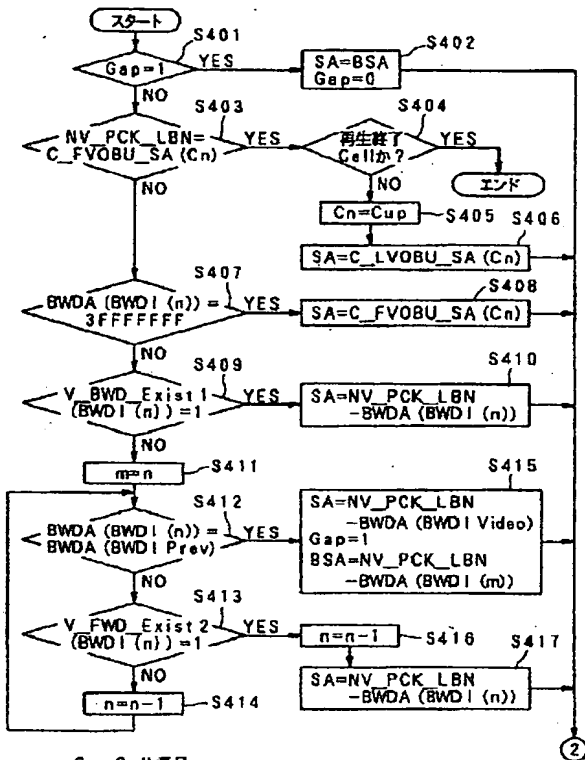 スタート
S401
Gap=1
YES
S402
SA=BSA
Gap=0
NO
S403
NV_PCK_LBN=
C_FVOBU_SA (Cn)
YES
S404
再生終了
Cellか?
YES
エンド
NO
NO
Cn=Cup
S405
S406
SA=C_LVOBU_SA (Cn)
S407
BWDA (BWDI (n)) =
3FFFFFFF
YES
S408
SA=C_FVOBU_SA (Cn)
NO
S409
V_BWD_Exist1
(BWDI (n)) =1
YES
S410
SA=NV_PCK_LBN
-BWDA (BWDI (n))
NO
m=n
S411
S412
BWDA (BWDI (n)) =
BWDA (BWDI Prev)
YES
S415
SA=NV_PCK_LBN
-BWDA (BWDI Video)
Gap=1
BSA=NV_PCK_LBN
-BWDA (BWDI (m))
NO
S413
V_FWD_Exist2
(BWDI (n)) =1
YES
n=n-1
S416
S417
SA=NV_PCK_LBN
-BWDA (BWDI (n))
NO
n=n-1
S414
2